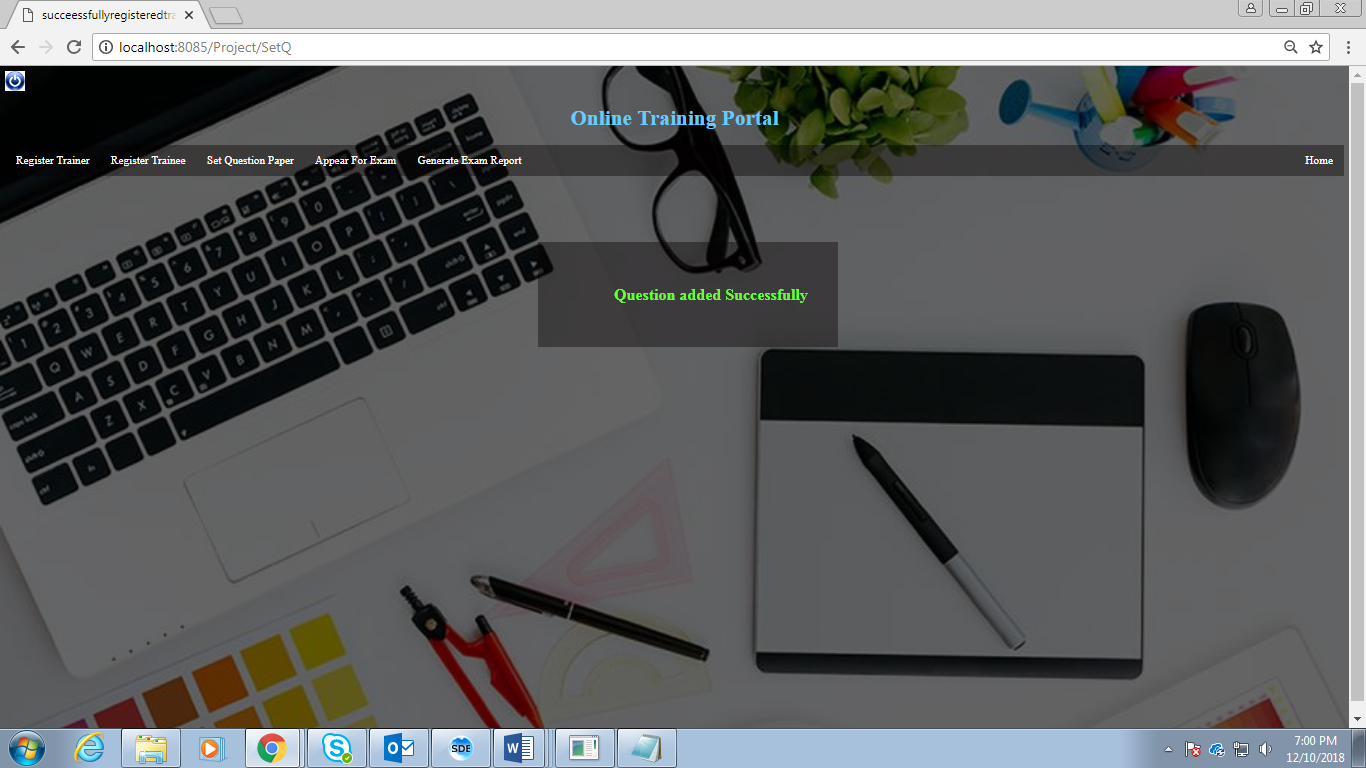 succeessfullyregisteredtra
localhost:8085/Project/SetQ
Online Training Portal
Register Trainer Register Trainee Set Question Paper Appear For Exam Generate Exam Report Home
Question added Successfully
SDE
7:00 PM
12/10/2018